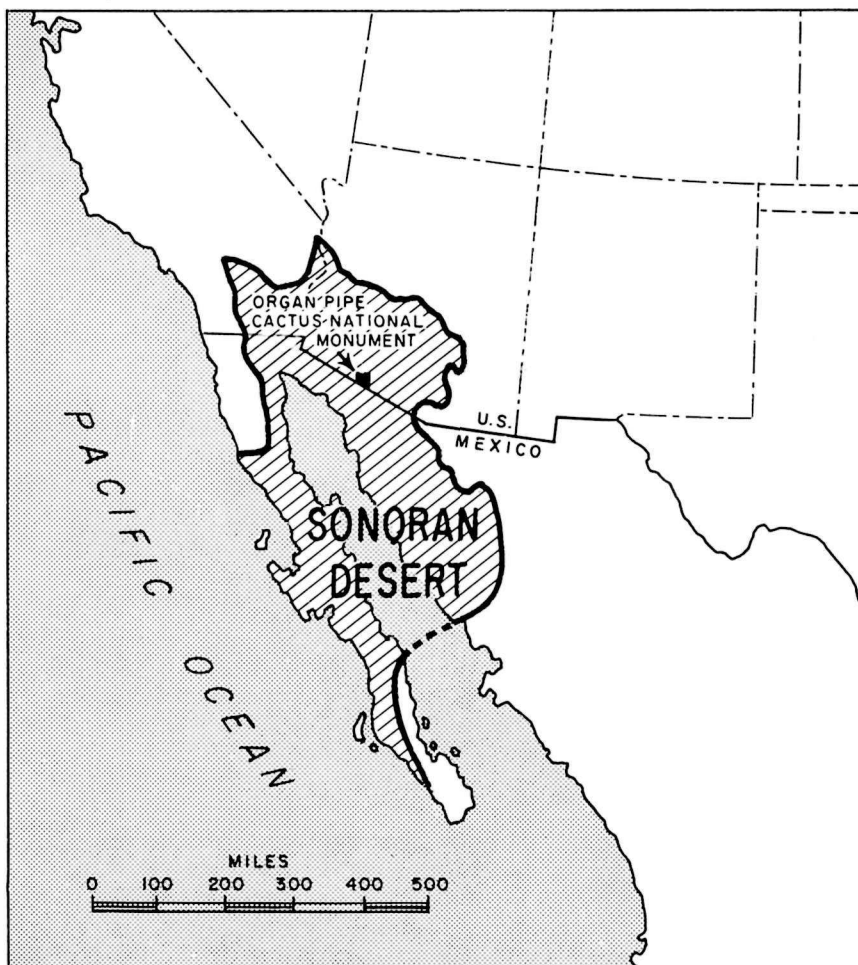 ORGAN PIPE
CACTUS NATIONAL
MONUMENT
U.S.
MEXICO
PACIFIC
OCEAN
SONORAN
DESERT
MILES
0 100 200 300 400 500